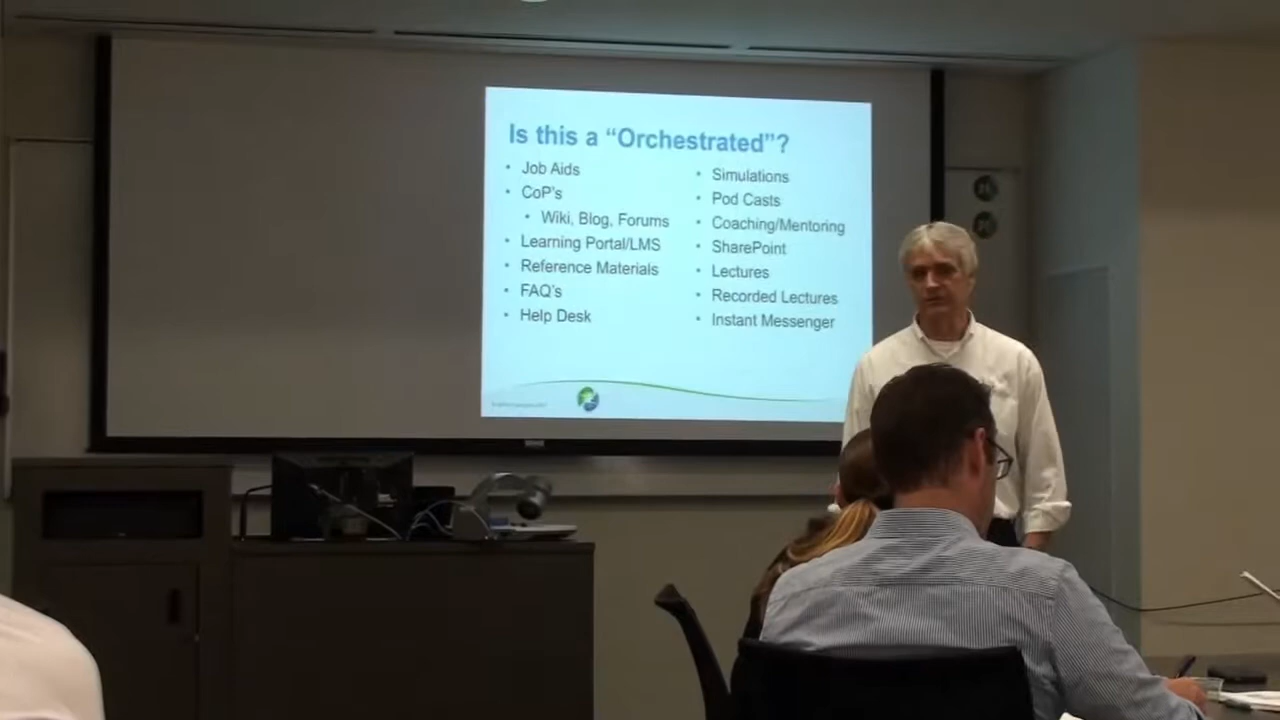 Is this a “Orchestrated”?
• Job Aids
• CoP's
• Wiki, Blog, Forums
• Learning Portal/LMS
• Reference Materials
• FAQ's
• Help Desk
• Simulations
• Pod Casts
• Coaching/Mentoring
• SharePoint
• Lectures
• Recorded Lectures
• Instant Messenger